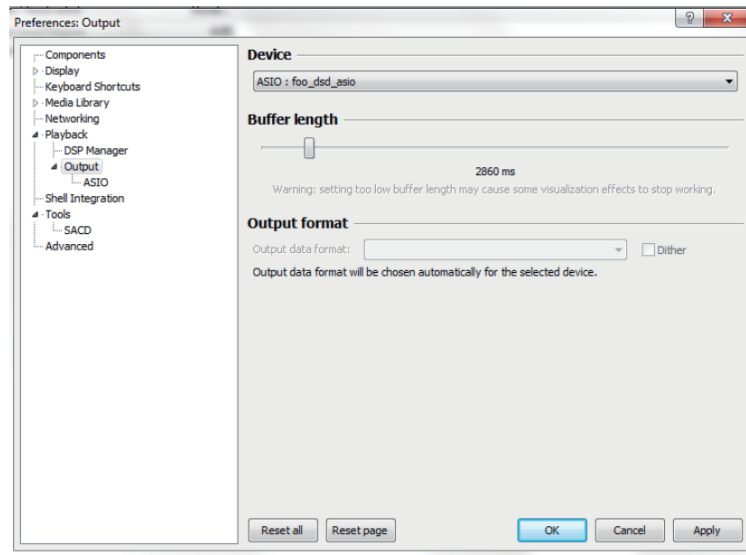 Preferences: Output
Components
Display
Keyboard Shortcuts
Media Library
Networking
Playback
DSP Manager
Output
ASIO
Shell Integration
Tools
SACD
Advanced
Device
ASIO : foo_dsd_asio
Buffer length
2860 ms
Warning: setting too low buffer length may cause some visualization effects to stop working.
Output format
Output data format:
Dither
Output data format will be chosen automatically for the selected device.
Reset all
Reset page
OK
Cancel
Apply